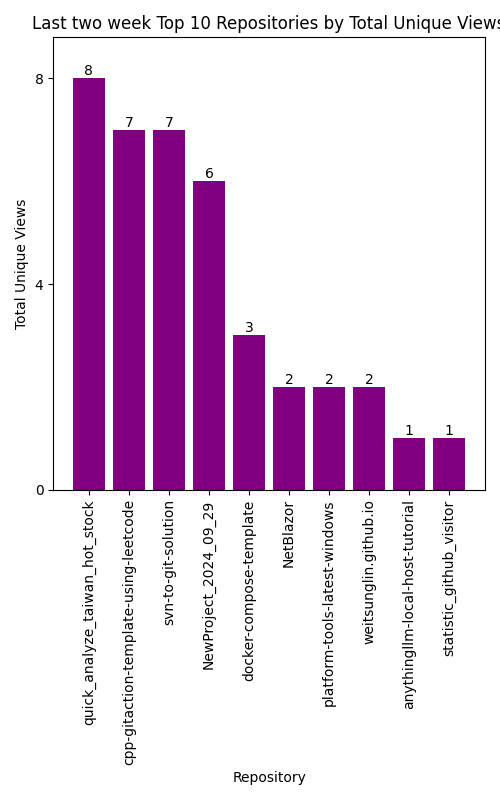 Last two week Top 10 Repositories by Total Unique Views
Total Unique Views
8
4
0
8
7
7
6
3
2
2
2
1
1
quick_analyze_taiwan_hot_stock
cpp-gitaction-template-using-leetcode
svn-to-git-solution
NewProject_2024_09_29
docker-compose-template
NetBlazor
platform-tools-latest-windows
weitsunglin.github.io
anythingllm-local-host-tutorial
statistic_github_visitor
Repository